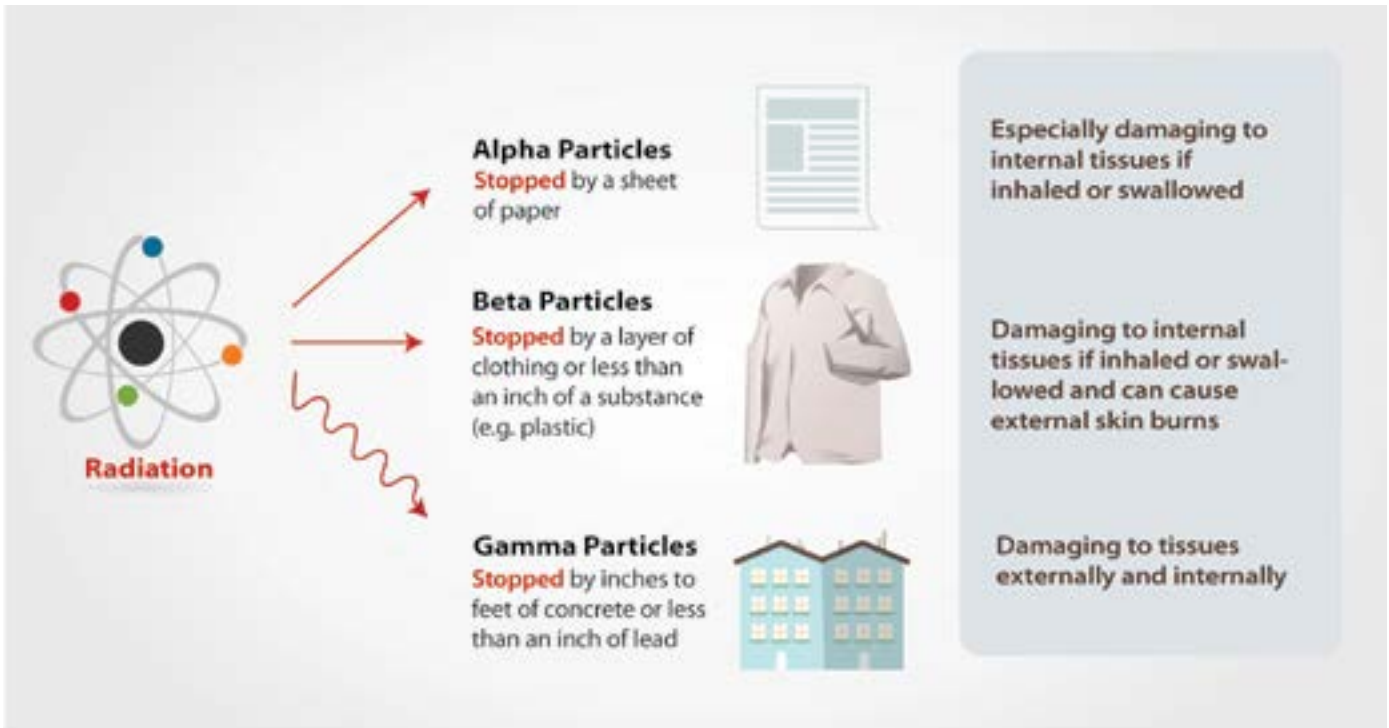 Alpha Particles
Stopped by a sheet
of paper
Especially damaging to
internal tissues if
inhaled or swallowed
Beta Particles
Stopped by a layer of
clothing or less than
an inch of a substance
(e.g. plastic)
Damaging to internal
tissues if inhaled or swal-
lowed and can cause
external skin burns
Radiation
Gamma Particles
Stopped by inches to
feet of concrete or less
than an inch of lead
Damaging to tissues
externally and internally